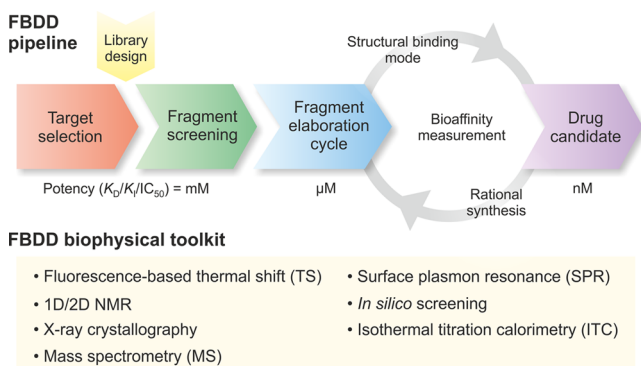 FBDD
pipeline
Library
design
Structural binding
mode
Target
selection
Fragment
screening
Fragment
elaboration
cycle
Bioaffinity
measurement
Drug
candidate
Potency (KD/KI/IC50) = mM
µM
Rational
synthesis
nM
FBDD biophysical toolkit
• Fluorescence-based thermal shift (TS)
• 1D/2D NMR
• X-ray crystallography
• Mass spectrometry (MS)
• Surface plasmon resonance (SPR)
• In silico screening
• Isothermal titration calorimetry (ITC)